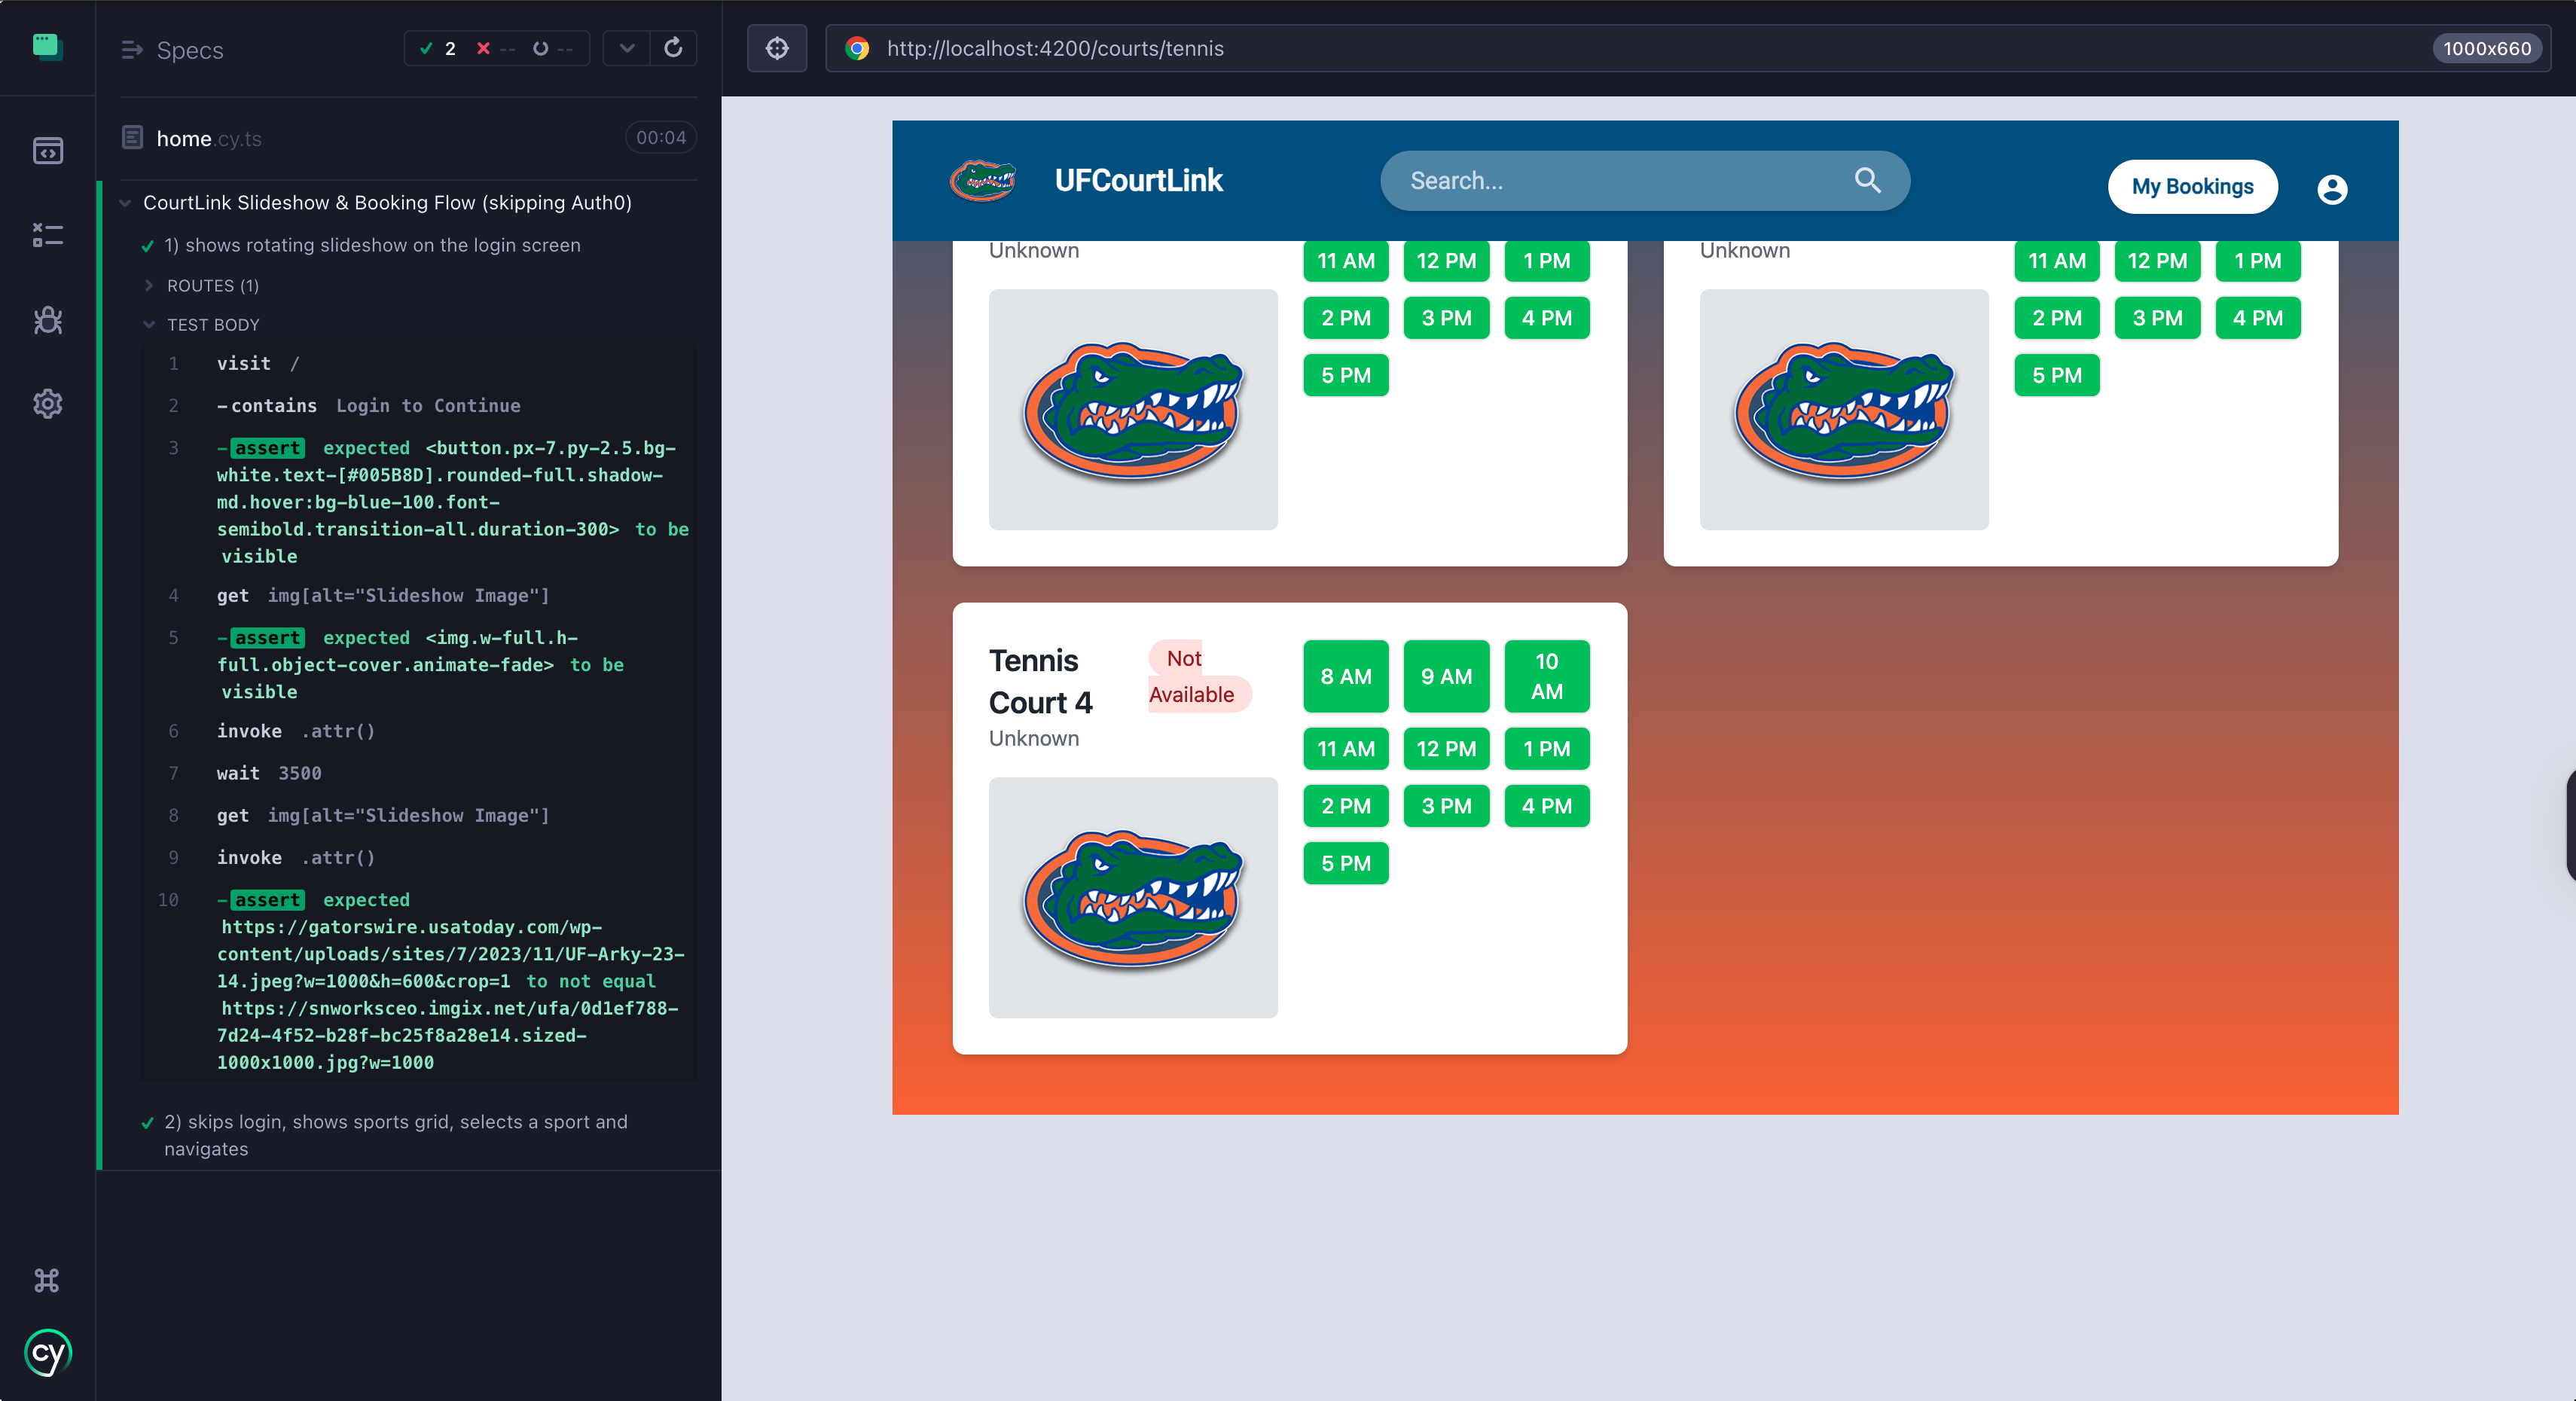 Specs
2 -- --
home.cy.ts 00:04
CourtLink Slideshow & Booking Flow (skipping Auth0)
1) shows rotating slideshow on the login screen
ROUTES (1)
TEST BODY
1 visit /
2 -contains Login to Continue
3 -assert expected <button.px-7.py-2.5.bg-
white.text-[#005B8D].rounded-full.shadow-
md.hover:bg-blue-100.font-
semibold.transition-all.duration-300> to be
visible
4 get img[alt="Slideshow Image"]
5 -assert expected <img.w-full.h-
full.object-cover.animate-fade> to be
visible
6 invoke .attr()
7 wait 3500
8 get img[alt="Slideshow Image"]
9 invoke .attr()
10 -assert expected
https://gatorswire.usatoday.com/wp-
content/uploads/sites/7/2023/11/UF-Arky-23-
14.jpeg?w=1000&h=600&crop=1 to not equal
https://snworksceo.imgix.net/ufa/0d1ef788-
7d24-4f52-b28f-bc25f8a28e14.sized-
1000x1000.jpg?w=1000
2) skips login, shows sports grid, selects a sport and
navigates
cy
http://localhost:4200/courts/tennis 1000x660
UFCourtLink Search... My Bookings
Unknown
11 AM 12 PM 1 PM
2 PM 3 PM 4 PM
5 PM
Unknown
11 AM 12 PM 1 PM
2 PM 3 PM 4 PM
5 PM
Tennis
Court 4
Not
Available
Unknown
8 AM 9 AM 10
AM
11 AM 12 PM 1 PM
2 PM 3 PM 4 PM
5 PM